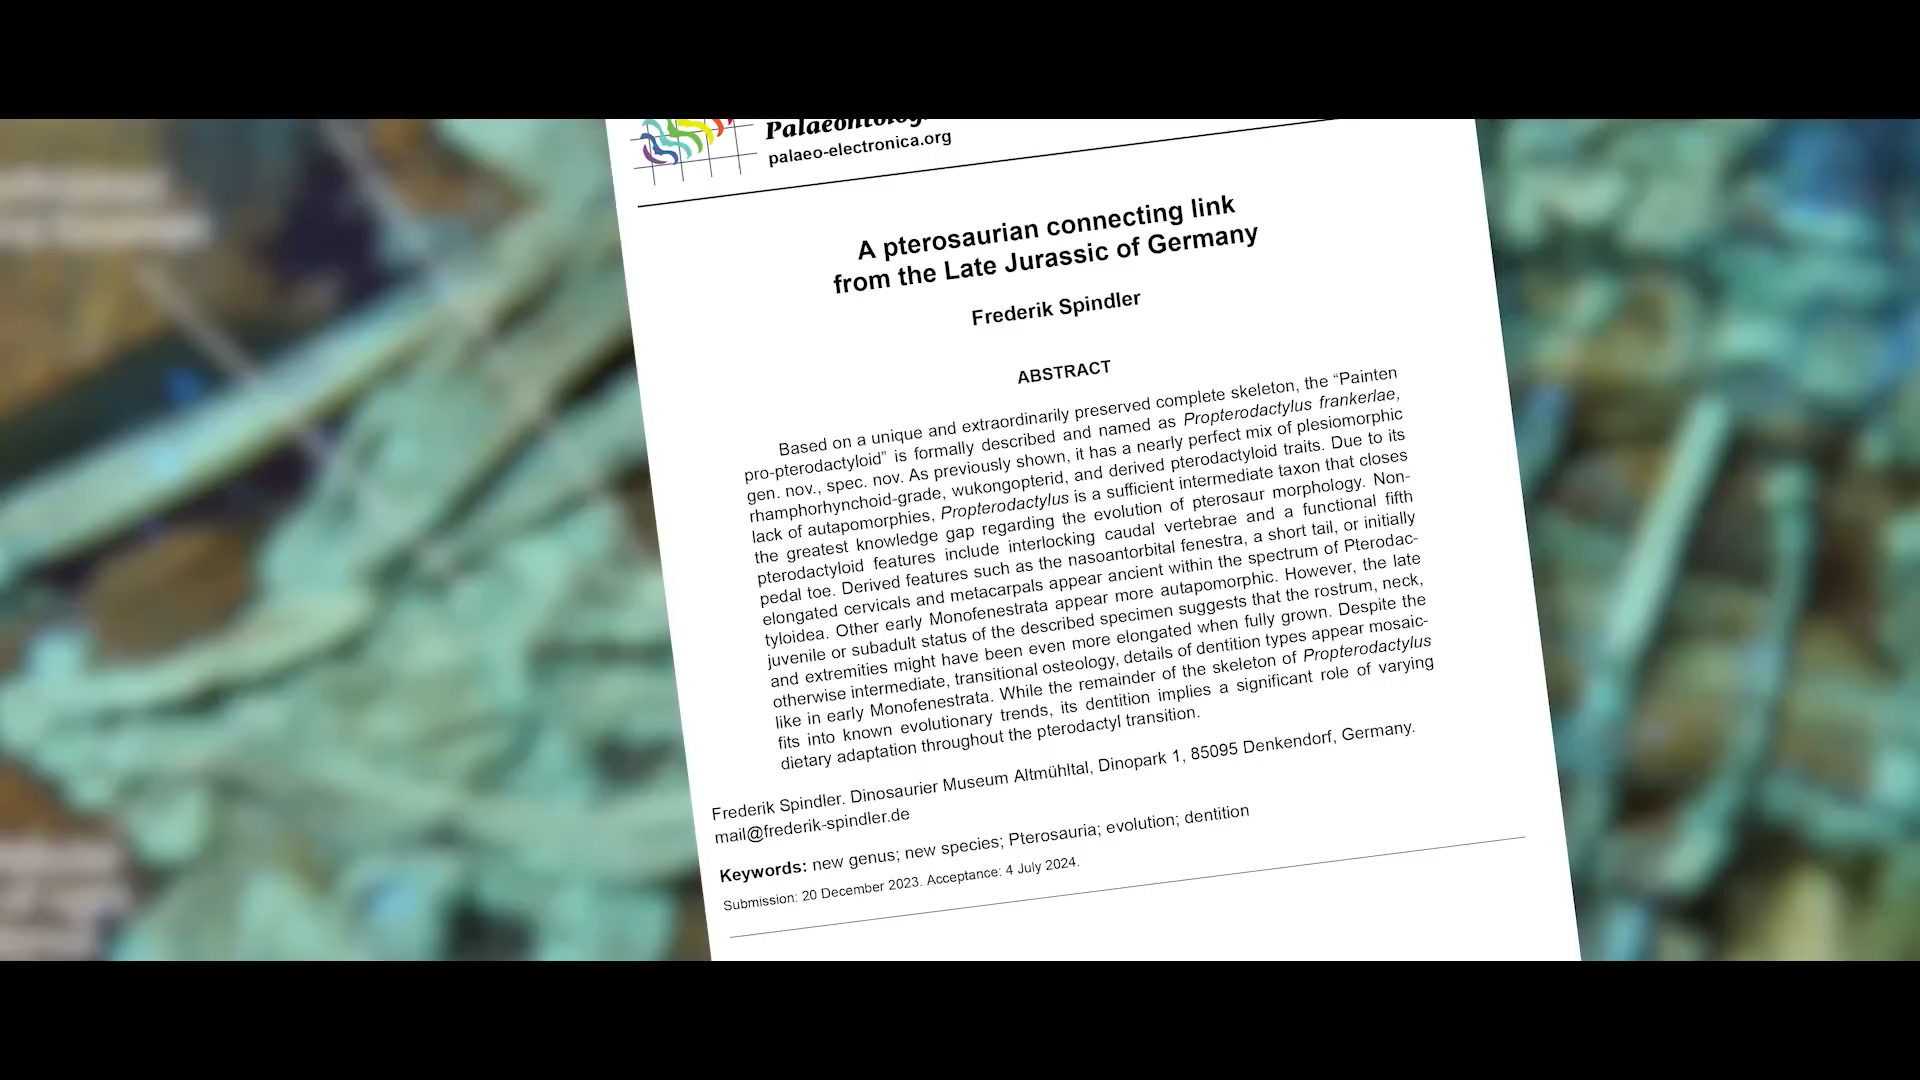 palaeo-electronica.org
A pterosaurian connecting link
from the Late Jurassic of Germany
Frederik Spindler
ABSTRACT
Based on a unique and extraordinarily preserved complete skeleton, the “Painten
pro-pterodactyloid” is formally described and named as Propterodactylus frankerlae,
gen. nov., spec. nov. As previously shown, it has a nearly perfect mix of plesiomorphic
rhamphorhynchoid-grade, wukongopterid, and derived pterodactyloid traits. Due to its
lack of autapomorphies, Propterodactylus is a sufficient intermediate taxon that closes
the greatest knowledge gap regarding the evolution of pterosaur morphology. Non-
pterodactyloid features include interlocking caudal vertebrae and a functional fifth
pedal toe. Derived features such as the nasoantorbital fenestra, a short tail, or initially
elongated cervicals and metacarpals appear ancient within the spectrum of Pterodac-
tyloidea. Other early Monofenestrata appear more autapomorphic. However, the late
juvenile or subadult status of the described specimen suggests that the rostrum, neck,
and extremities might have been even more elongated when fully grown. Despite the
otherwise intermediate, transitional osteology, details of dentition types appear mosaic-
like in early Monofenestrata. While the remainder of the skeleton of Propterodactylus
fits into known evolutionary trends, its dentition implies a significant role of varying
dietary adaptation throughout the pterodactyl transition.
Frederik Spindler. Dinosaurier Museum Altmühltal, Dinopark 1, 85095 Denkendorf, Germany.
mail@frederik-spindler.de
Keywords: new genus; new species; Pterosauria; evolution; dentition
Submission: 20 December 2023. Acceptance: 4 July 2024.